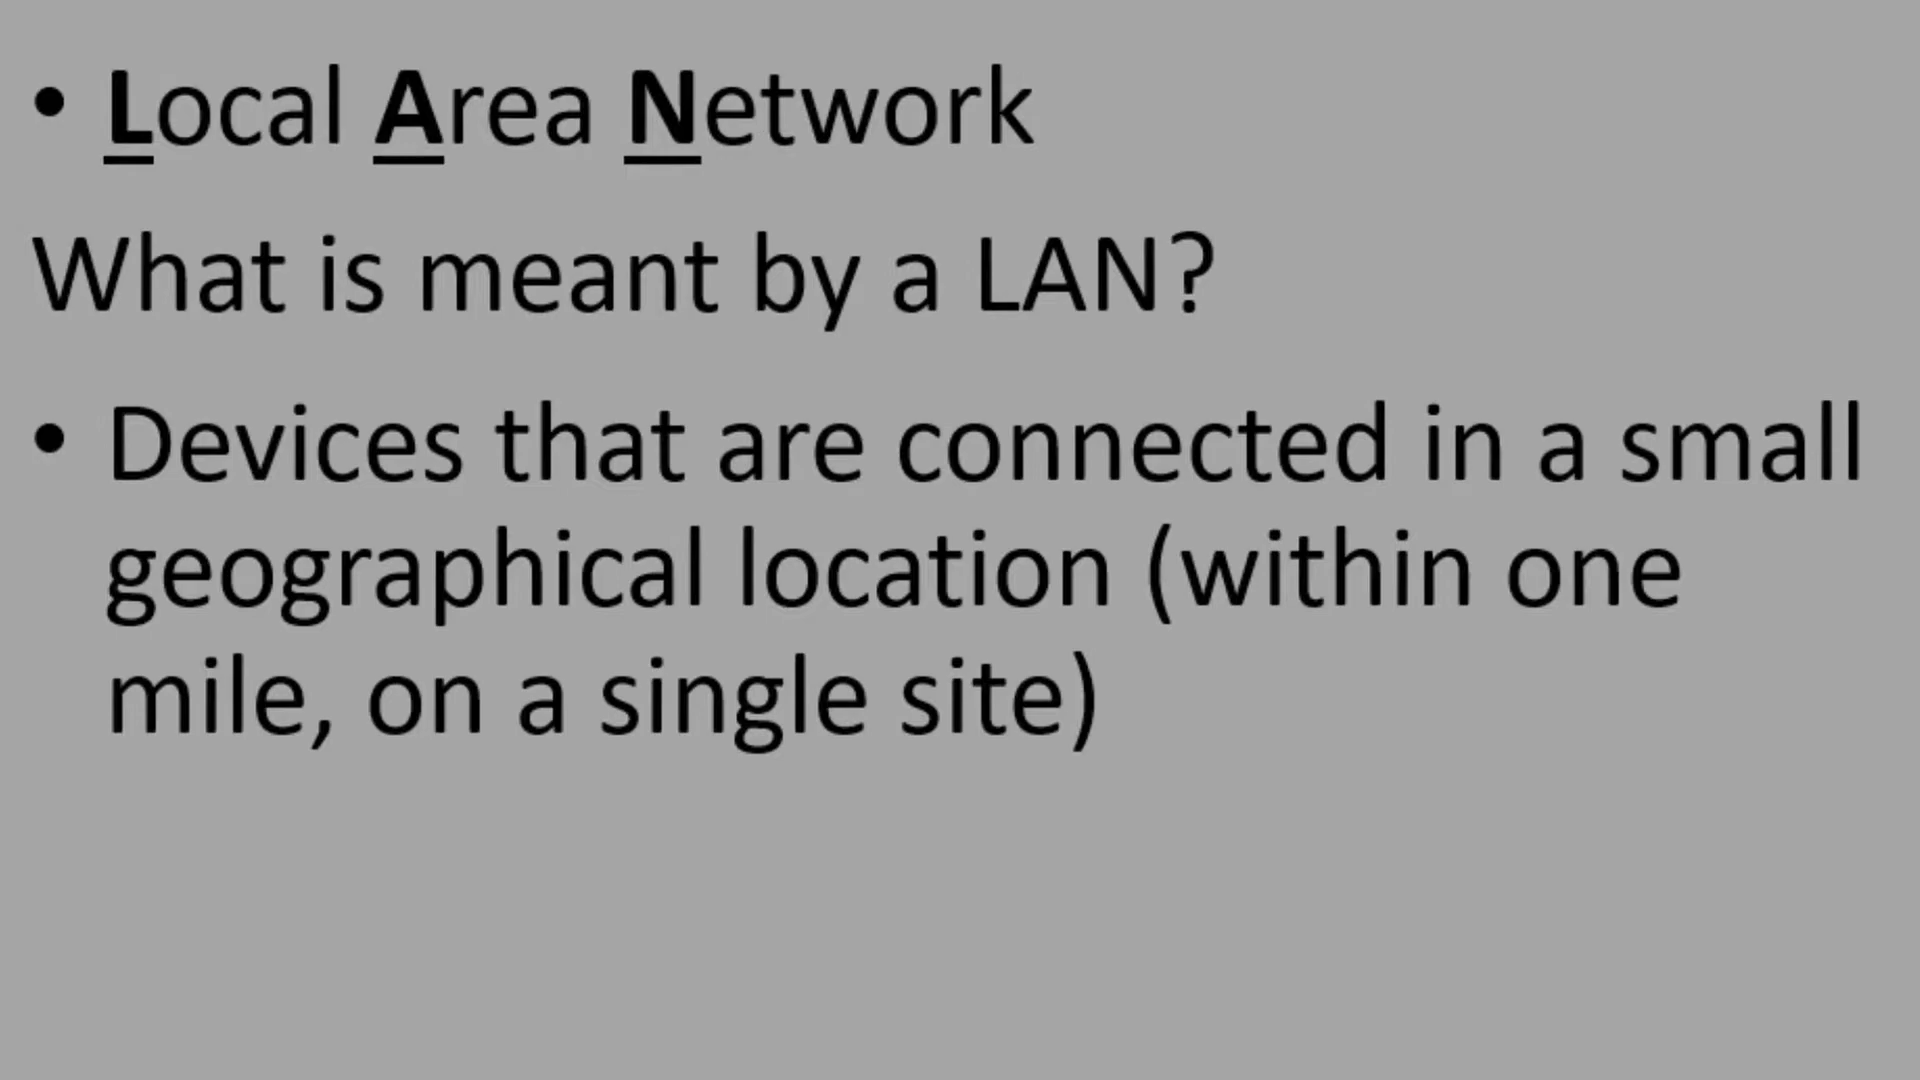 • Local Area Network
What is meant by a LAN?
• Devices that are connected in a small
geographical location (within one
mile, on a single site)